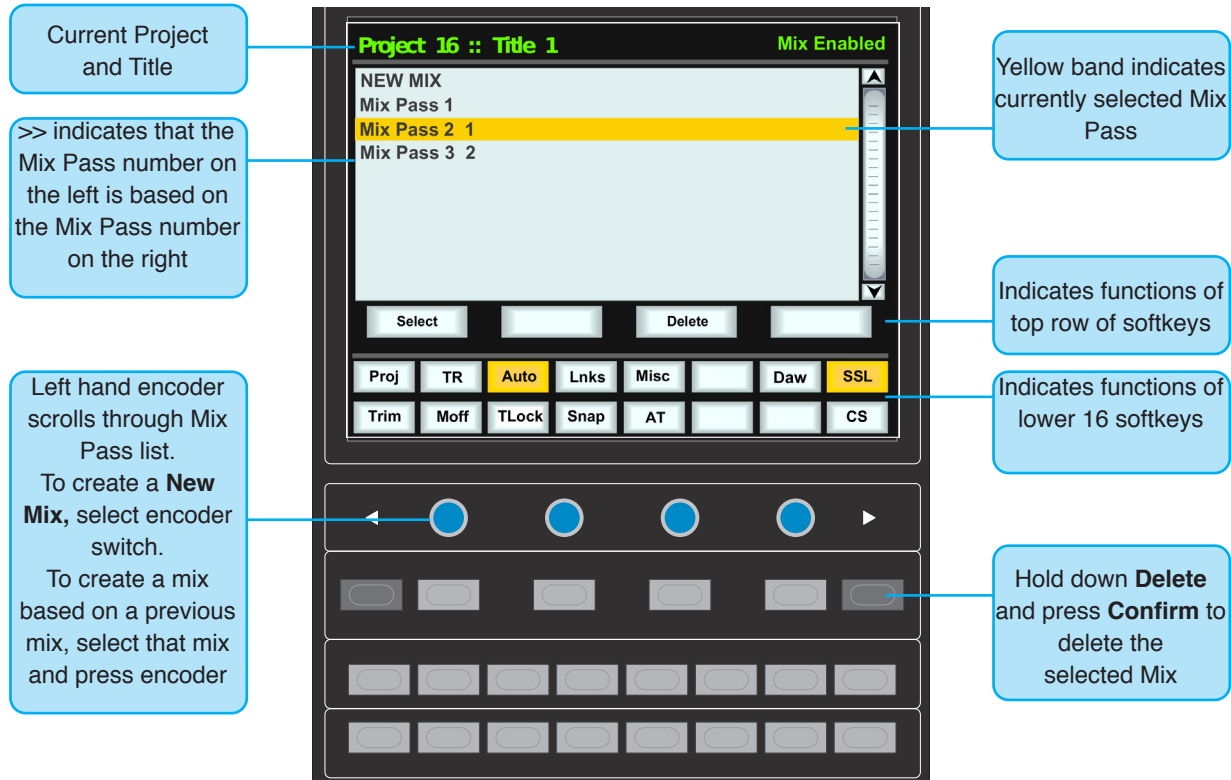 Current Project
and Title
>> indicates that the
Mix Pass number on
the left is based on
the Mix Pass number
on the right
Left hand encoder
scrolls through Mix
Pass list.
To create a New
Mix, select encoder
switch.
To create a mix
based on a previous
mix, select that mix
and press encoder
Project 16 :: Title 1
Mix Enabled
NEW MIX
Mix Pass 1
Mix Pass 2 1
Mix Pass 3 2
Select
Delete
Proj TR Auto Lnks Misc Daw SSL
Trim Moff TLock Snap AT CS
Yellow band indicates
currently selected Mix
Pass
Indicates functions of
top row of softkeys
Indicates functions of
lower 16 softkeys
Hold down Delete
and press Confirm to
delete the
selected Mix